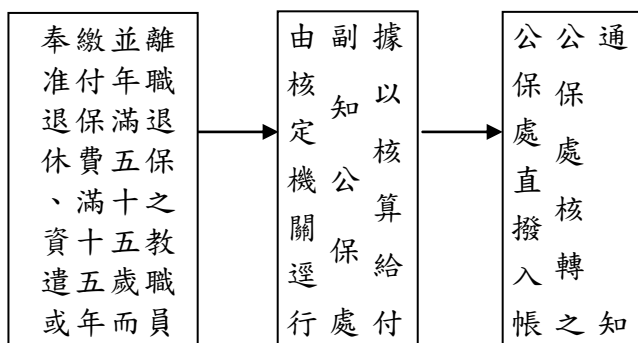 奉准退休、資遣或
繳付保費滿十五年
並年滿五十五歲而
離職退保之教職員
由核定機關逕行
副知公保處
據以核算給付
公保處直撥入帳
公保處核轉之
通知